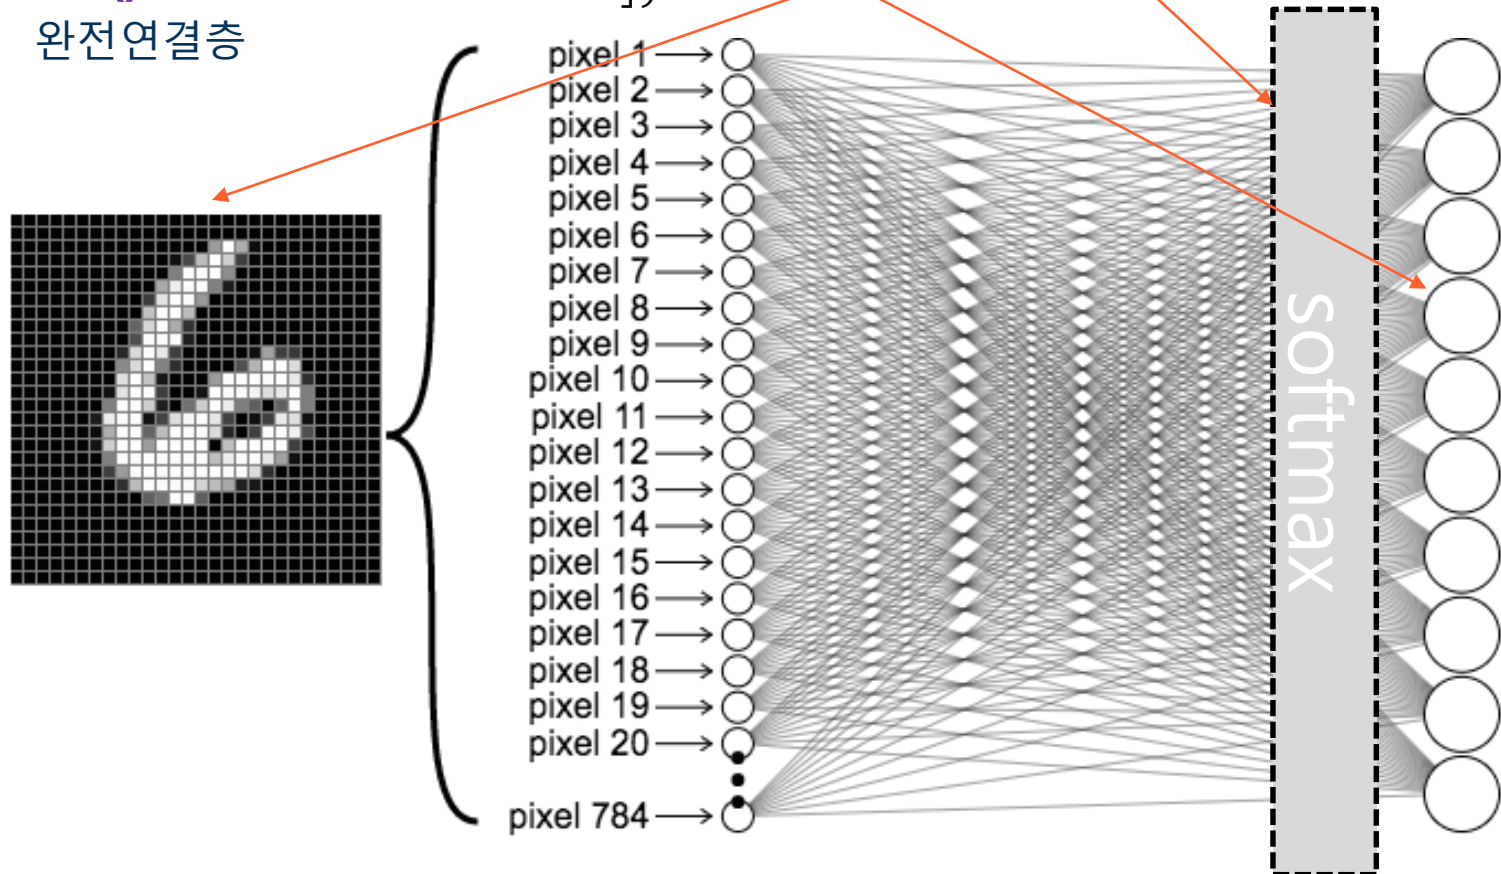 완전연결층
pixel 1
pixel 2
pixel 3
pixel 4
pixel 5
pixel 6
pixel 7
pixel 8
pixel 9
pixel 10
pixel 11
pixel 12
pixel 13
pixel 14
pixel 15
pixel 16
pixel 17
pixel 18
pixel 19
pixel 20
pixel 784
softmax